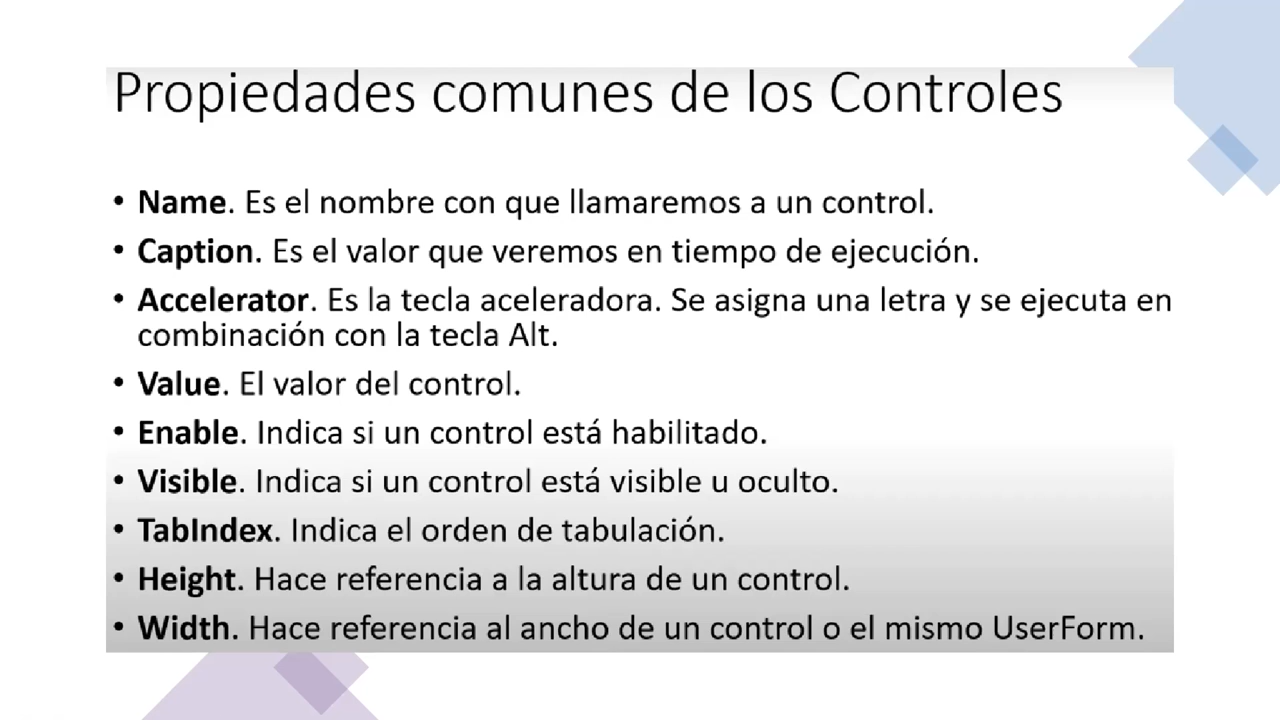 Propiedades comunes de los Controles
• Name. Es el nombre con que llamaremos a un control.
• Caption. Es el valor que veremos en tiempo de ejecución.
• Accelerator. Es la tecla aceleradora. Se asigna una letra y se ejecuta en
combinación con la tecla Alt.
• Value. El valor del control.
• Enable. Indica si un control está habilitado.
• Visible. Indica si un control está visible u oculto.
• TabIndex. Indica el orden de tabulación.
• Height. Hace referencia a la altura de un control.
• Width. Hace referencia al ancho de un control o el mismo UserForm.